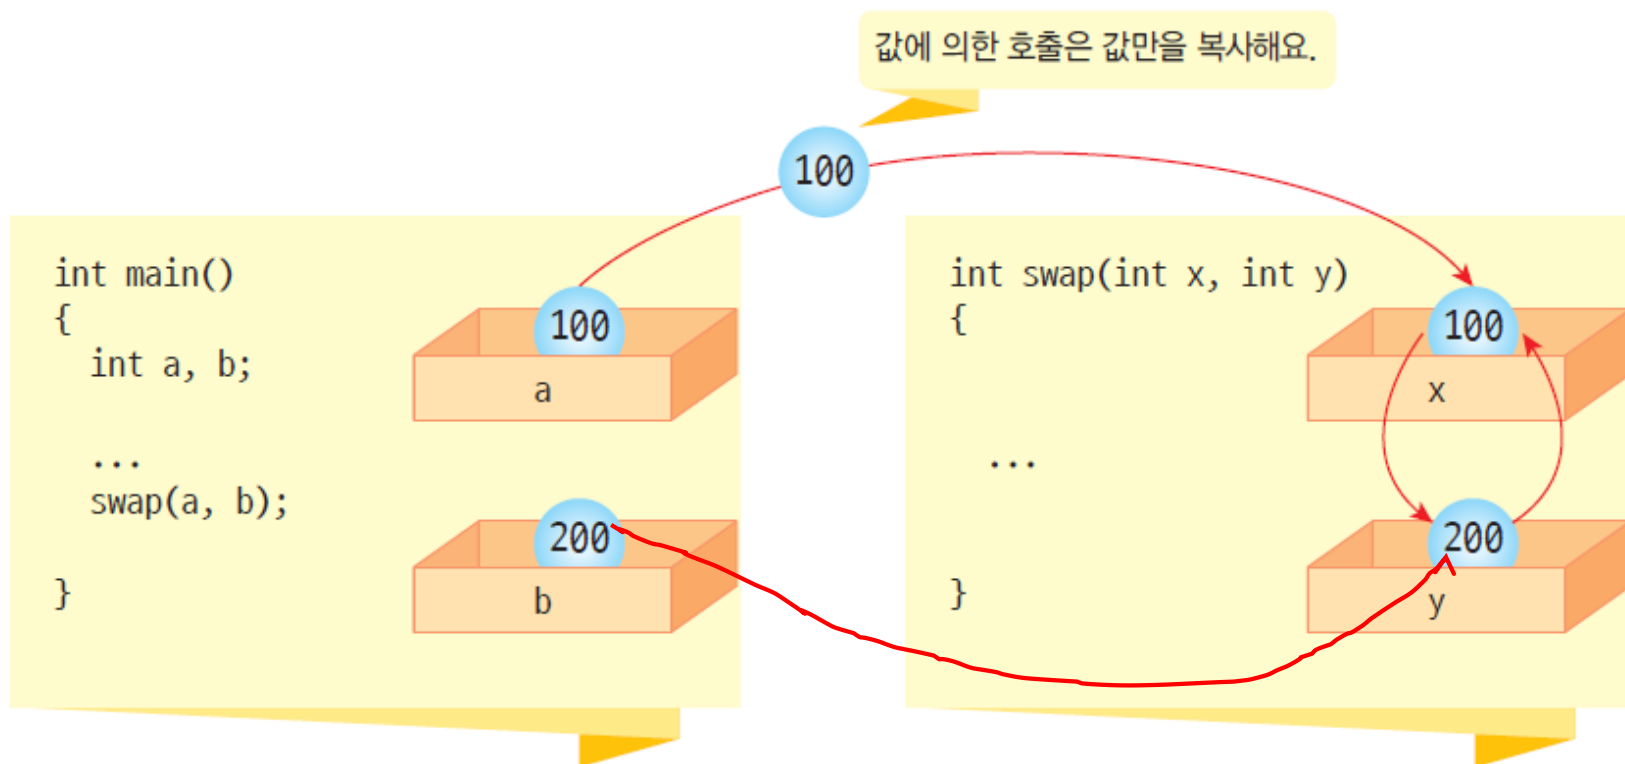 값에 의한 호출은 값만을 복사해요.
100
int main()
{
int a, b;
...
swap(a, b);
}
100
a
200
b
int swap(int x, int y)
{
...
}
100
x
200
y